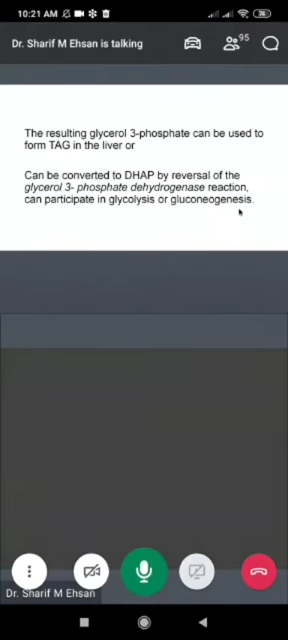 10:21 AM
74
Dr. Sharif M Ehsan is talking
95
The resulting glycerol 3-phosphate can be used to
form TAG in the liver or
Can be converted to DHAP by reversal of the
glycerol 3- phosphate dehydrogenase reaction,
can participate in glycolysis or gluconeogenesis.
Dr. Sharif M Ehsan